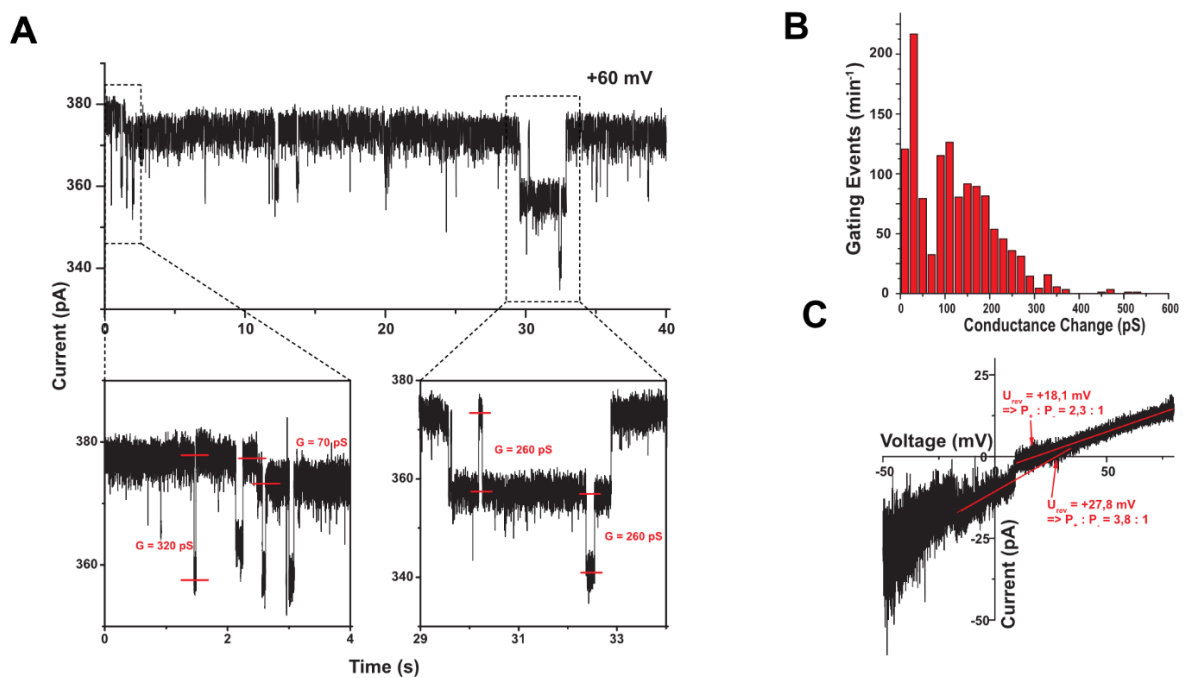 A
+60 mV
Current (pA)
380
360
340
0
10
20
30
40
380
360
350
G = 320 pS
G = 70 pS
0
2
4
380
360
340
330
G = 260 pS
G = 260 pS
29
31
33
Time (s)
B
Gating Events (min⁻¹)
200
150
100
50
0
0
100
200
300
400
500
600
Conductance Change (pS)
C
25
U_rev = +18,1 mV
=> P₊ : P₋ = 2,3 : 1
Voltage (mV)
-50
0
50
U_rev = +27,8 mV
=> P₊ : P₋ = 3,8 : 1
-25
-50
Current (pA)